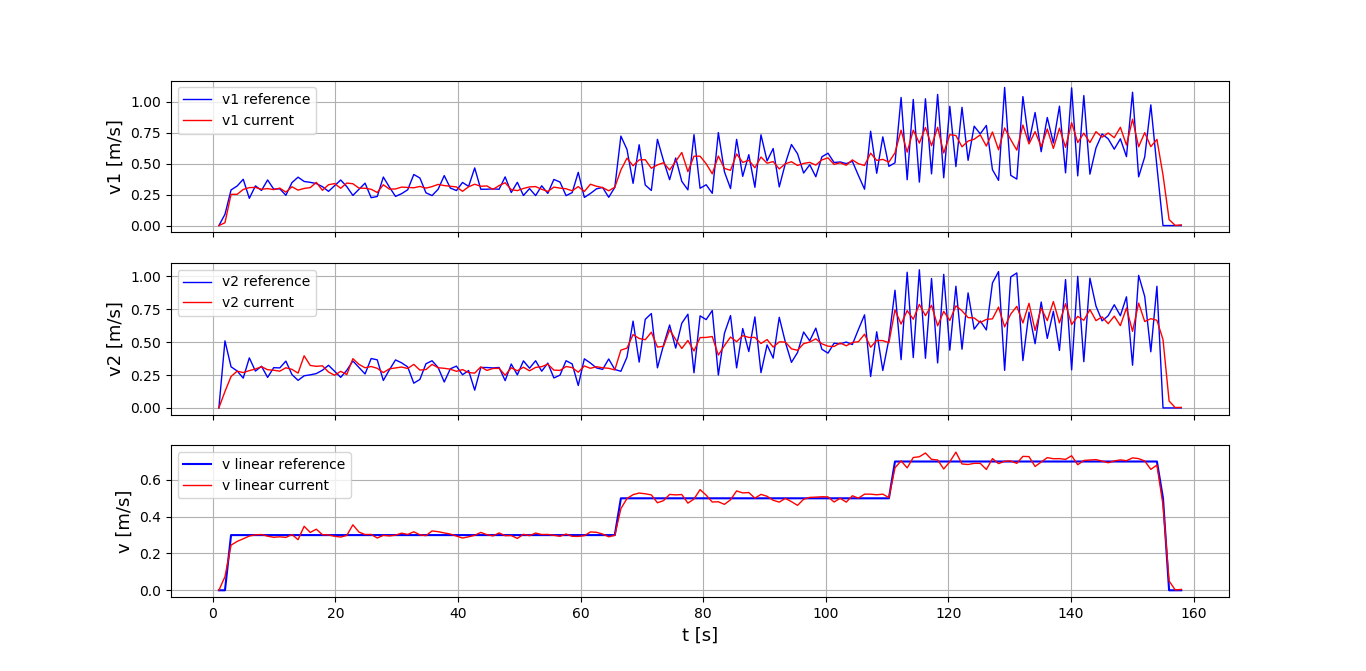 v1 [m/s]
1.00
0.75
0.50
0.25
0.00
v1 reference
v1 current
v2 [m/s]
1.00
0.75
0.50
0.25
0.00
v2 reference
v2 current
v [m/s]
0.6
0.4
0.2
0.0
v linear reference
v linear current
0 20 40 60 80 100 120 140 160
t [s]